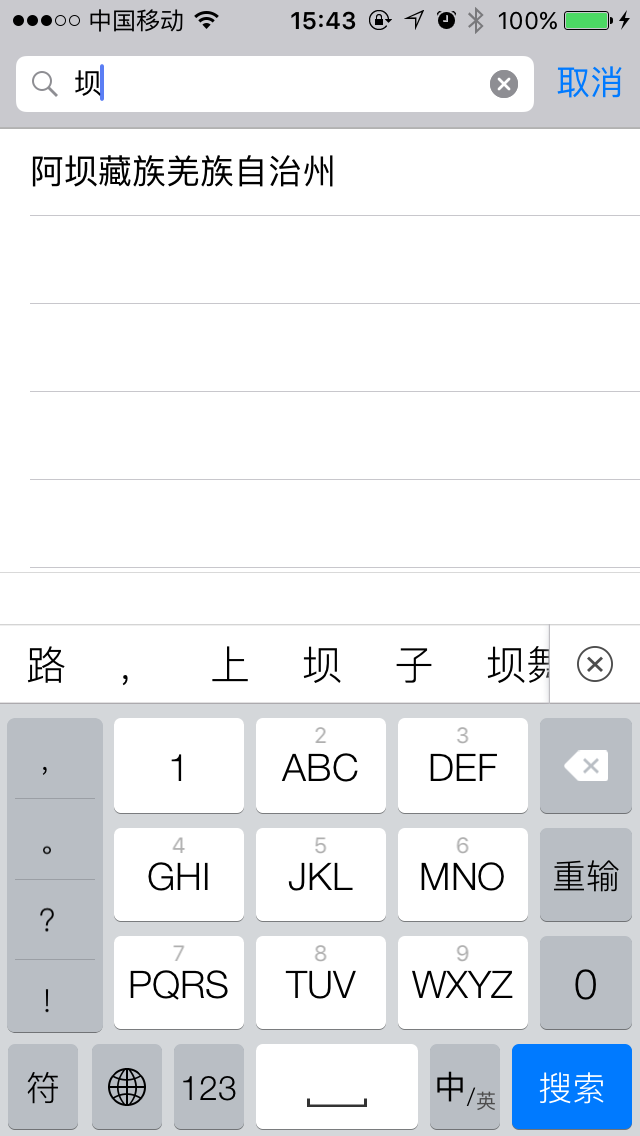 中国移动 15:43 100%
坝 取消
阿坝藏族羌族自治州
路 , 上 坝 子 坝舞
, 1 2 ABC 3 DEF
。 4 GHI 5 JKL 6 MNO 重输
? 7 PQRS 8 TUV 9 WXYZ 0
!
符 123 中/英 搜索